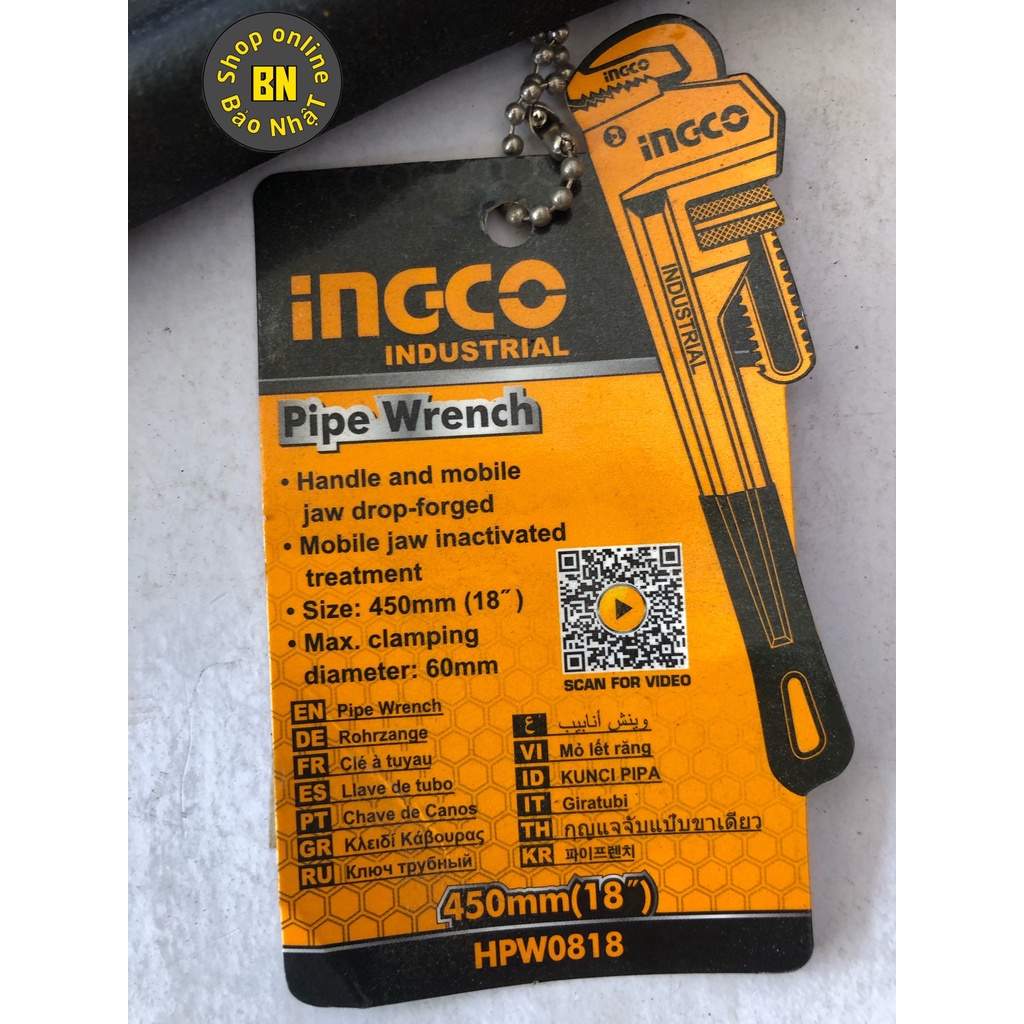 Shop online
BN
Bảo Nhật
INGCO
INGCO
INDUSTRIAL
INGCO
INDUSTRIAL
Pipe Wrench
• Handle and mobile
jaw drop-forged
• Mobile jaw inactivated
treatment
• Size: 450mm (18″)
• Max. clamping
diameter: 60mm
SCAN FOR VIDEO
EN Pipe Wrench
DE Rohrzange
FR Clé à tuyau
ES Llave de tubo
PT Chave de Canos
GR Κλειδί Κάβουρας
RU Ключ трубный
ع وينش أنابيب
VI Mỏ lết răng
ID KUNCI PIPA
IT Giratubi
TH กุญแจจับแป๊บขาเดียว
KR 파이프렌치
450mm(18″)
HPW0818